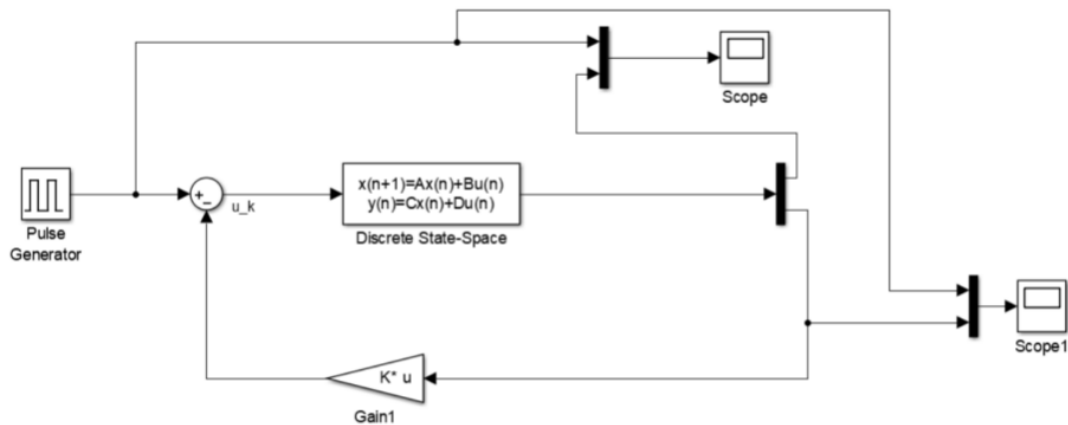 Scope
x(n+1)=Ax(n)+Bu(n)
y(n)=Cx(n)+Du(n)
Discrete State-Space
+
−
u_k
Pulse
Generator
Scope1
K* u
Gain1